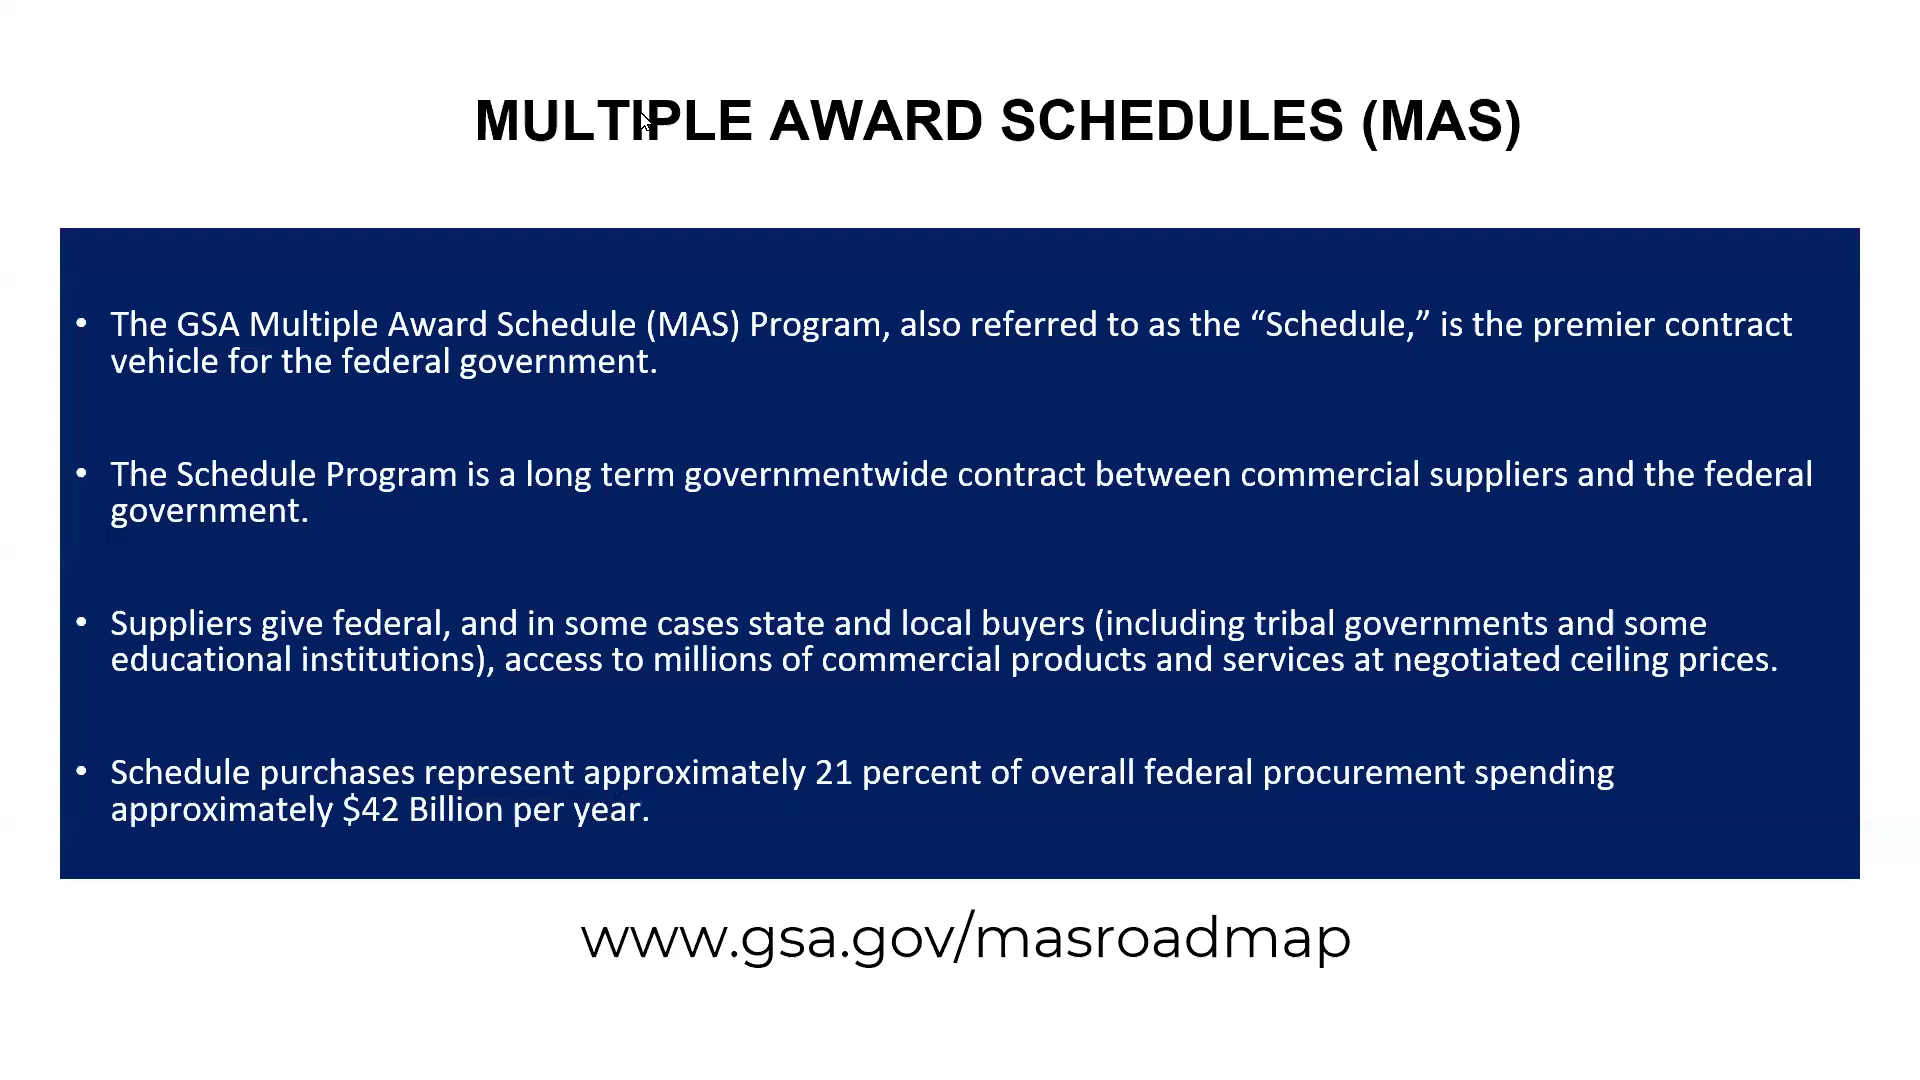 MULTIPLE AWARD SCHEDULES (MAS)
• The GSA Multiple Award Schedule (MAS) Program, also referred to as the “Schedule,” is the premier contract
vehicle for the federal government.
• The Schedule Program is a long term governmentwide contract between commercial suppliers and the federal
government.
• Suppliers give federal, and in some cases state and local buyers (including tribal governments and some
educational institutions), access to millions of commercial products and services at negotiated ceiling prices.
• Schedule purchases represent approximately 21 percent of overall federal procurement spending
approximately $42 Billion per year.
www.gsa.gov/masroadmap